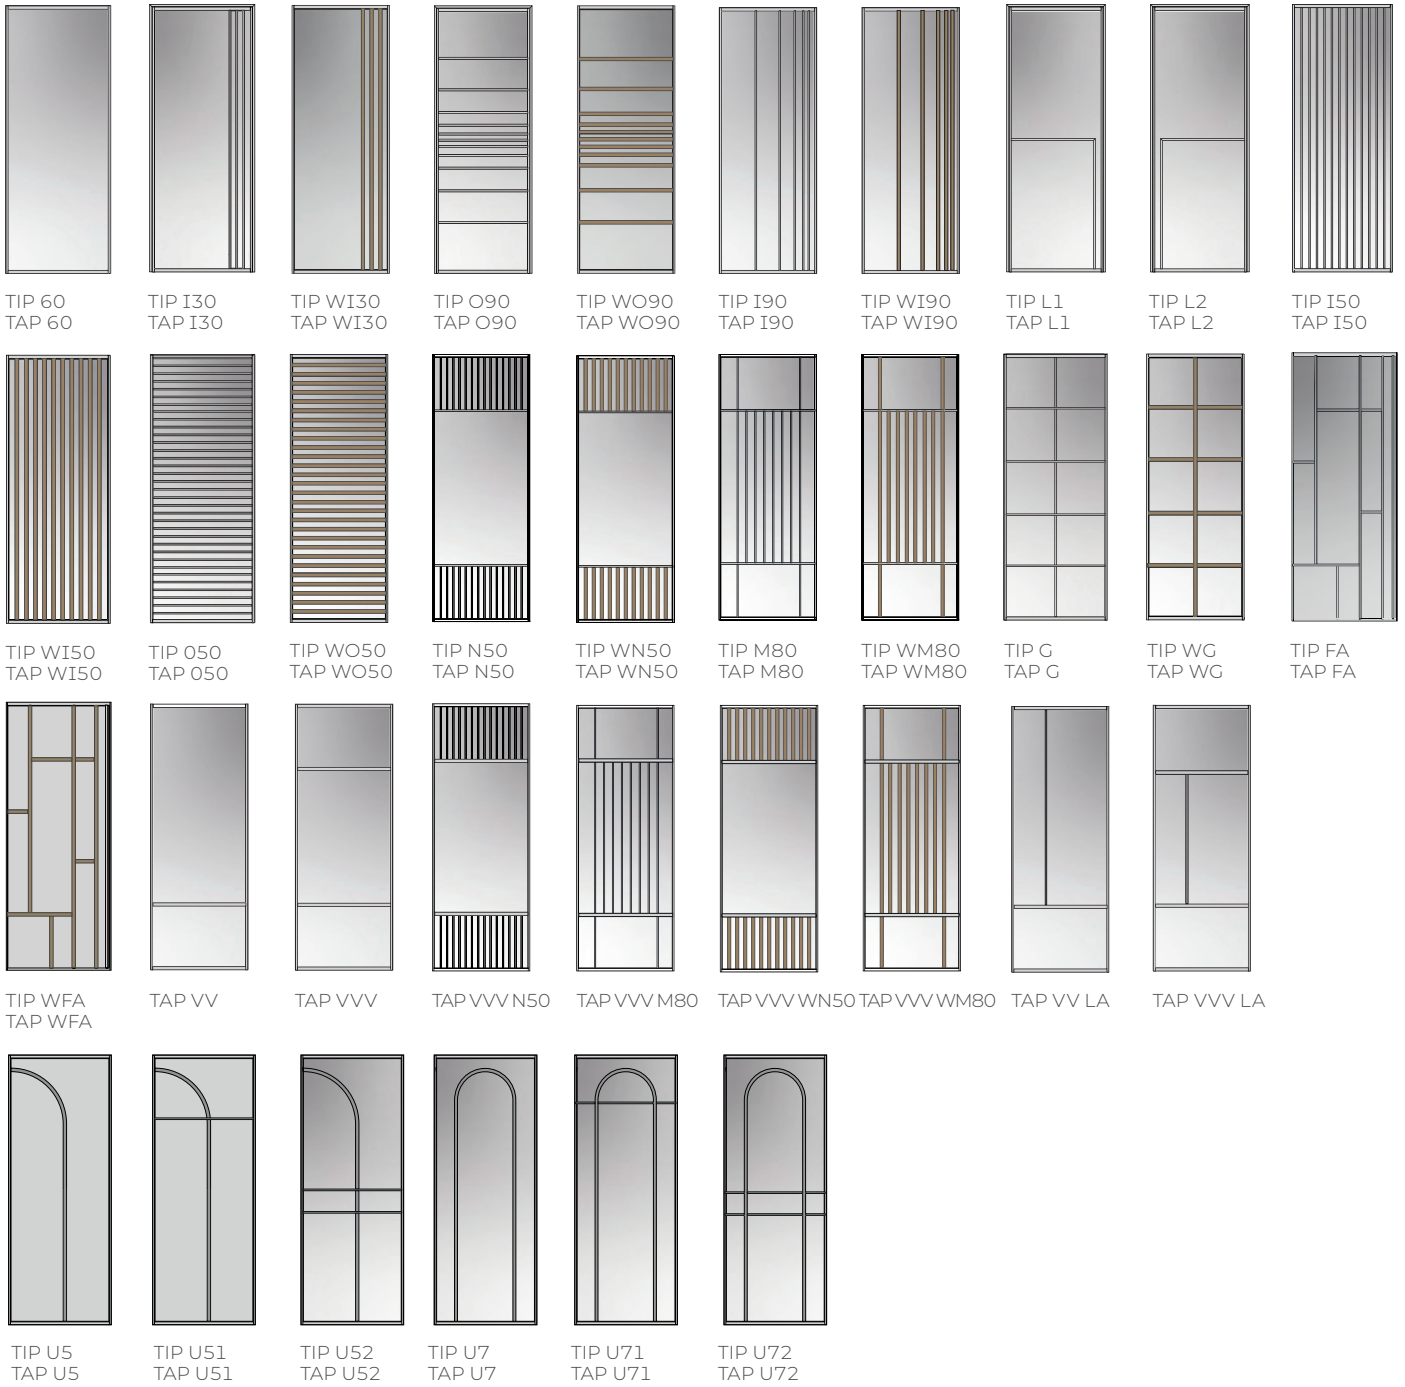 TIP 60
TAP 60
TIP I30
TAP I30
TIP WI30
TAP WI30
TIP O90
TAP O90
TIP WO90
TAP WO90
TIP I90
TAP I90
TIP WI90
TAP WI90
TIP L1
TAP L1
TIP L2
TAP L2
TIP I50
TAP I50
TIP WI50
TAP WI50
TIP 050
TAP 050
TIP WO50
TAP WO50
TIP N50
TAP N50
TIP WN50
TAP WN50
TIP M80
TAP M80
TIP WM80
TAP WM80
TIP G
TAP G
TIP WG
TAP WG
TIP FA
TAP FA
TIP WFA
TAP WFA
TAP VV
TAP VVV
TAP VVV N50
TAP VVV M80
TAP VVV WN50
TAP VVV WM80
TAP VV LA
TAP VVV LA
TIP U5
TAP U5
TIP U51
TAP U51
TIP U52
TAP U52
TIP U7
TAP U7
TIP U71
TAP U71
TIP U72
TAP U72